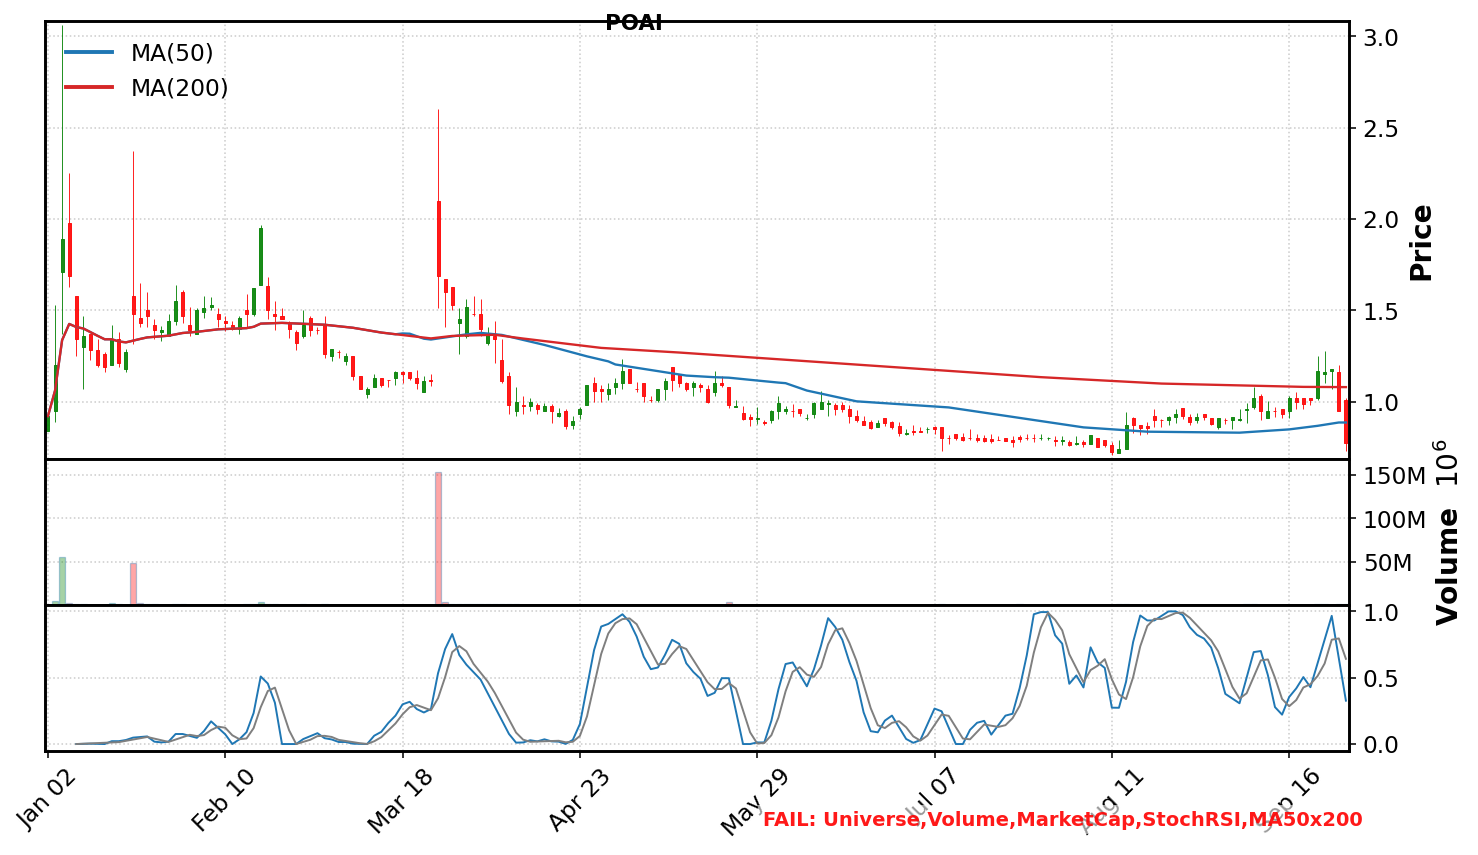 POAI
MA(50)
MA(200)
3.0
2.5
2.0
1.5
1.0
Price
150M
100M
50M
Volume 10^6
1.0
0.5
0.0
Jan 02
Feb 10
Mar 18
Apr 23
May 29
Jul 07
Aug 11
Sep 16
FAIL: Universe,Volume,MarketCap,StochRSI,MA50x200